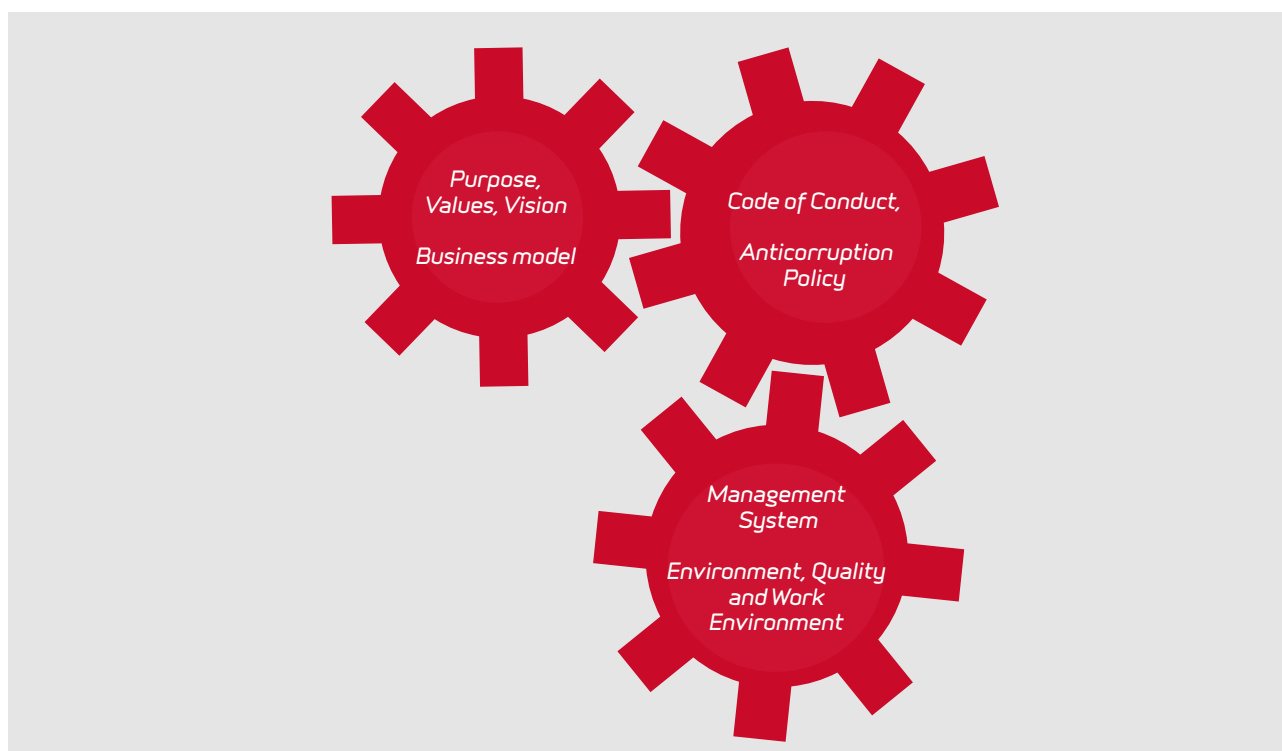 Purpose,
Values, Vision
Business model
Code of Conduct,
Anticorruption
Policy
Management
System
Environment, Quality
and Work
Environment